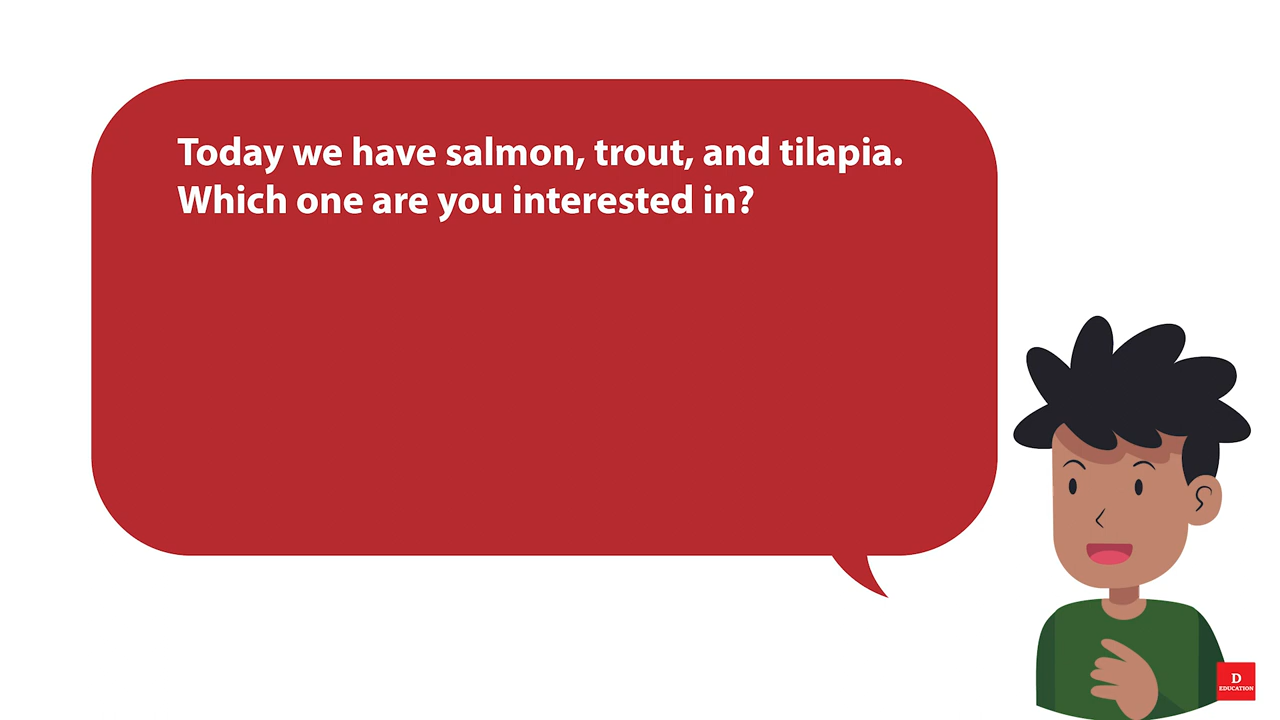 Today we have salmon, trout, and tilapia.
Which one are you interested in?
D
EDUCATION